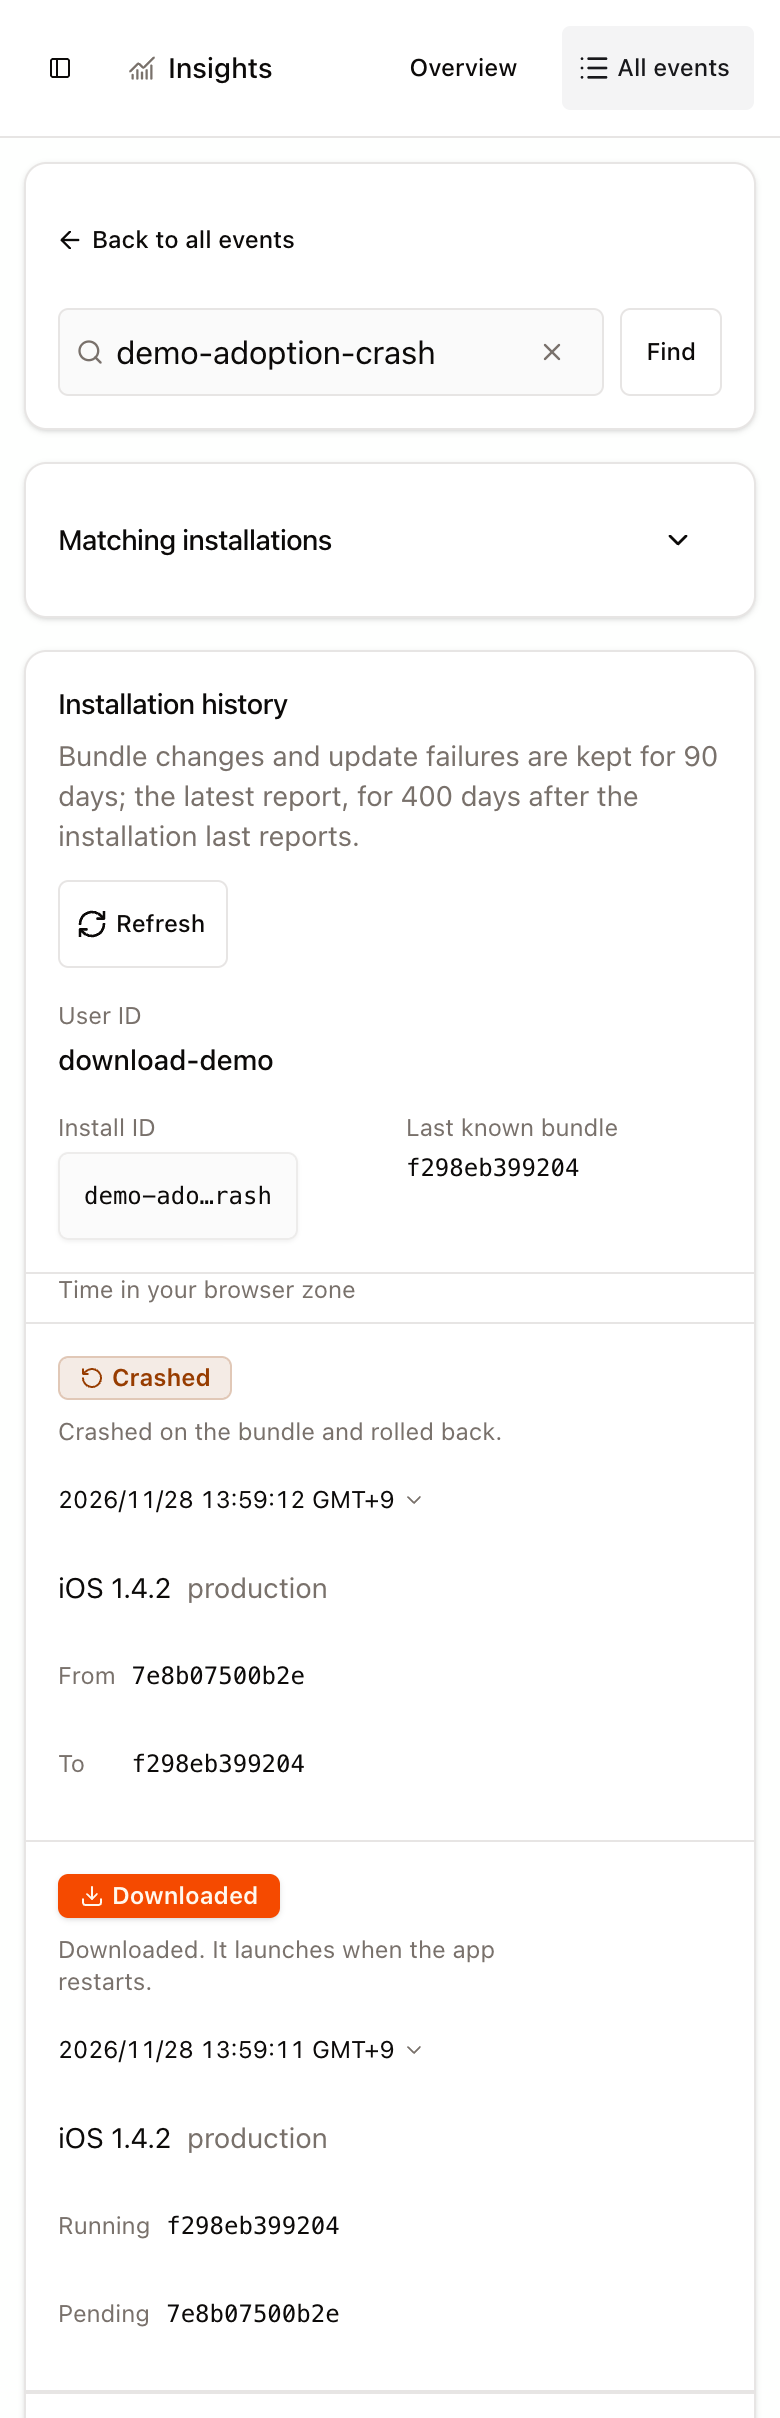 Insights
Overview
All events
Back to all events
demo-adoption-crash
Find
Matching installations
Installation history
Bundle changes and update failures are kept for 90
days; the latest report, for 400 days after the
installation last reports.
Refresh
User ID
download-demo
Install ID
Last known bundle
demo-ado…rash
f298eb399204
Time in your browser zone
Crashed
Crashed on the bundle and rolled back.
2026/11/28 13:59:12 GMT+9
iOS 1.4.2 production
From 7e8b07500b2e
To f298eb399204
Downloaded
Downloaded. It launches when the app
restarts.
2026/11/28 13:59:11 GMT+9
iOS 1.4.2 production
Running f298eb399204
Pending 7e8b07500b2e